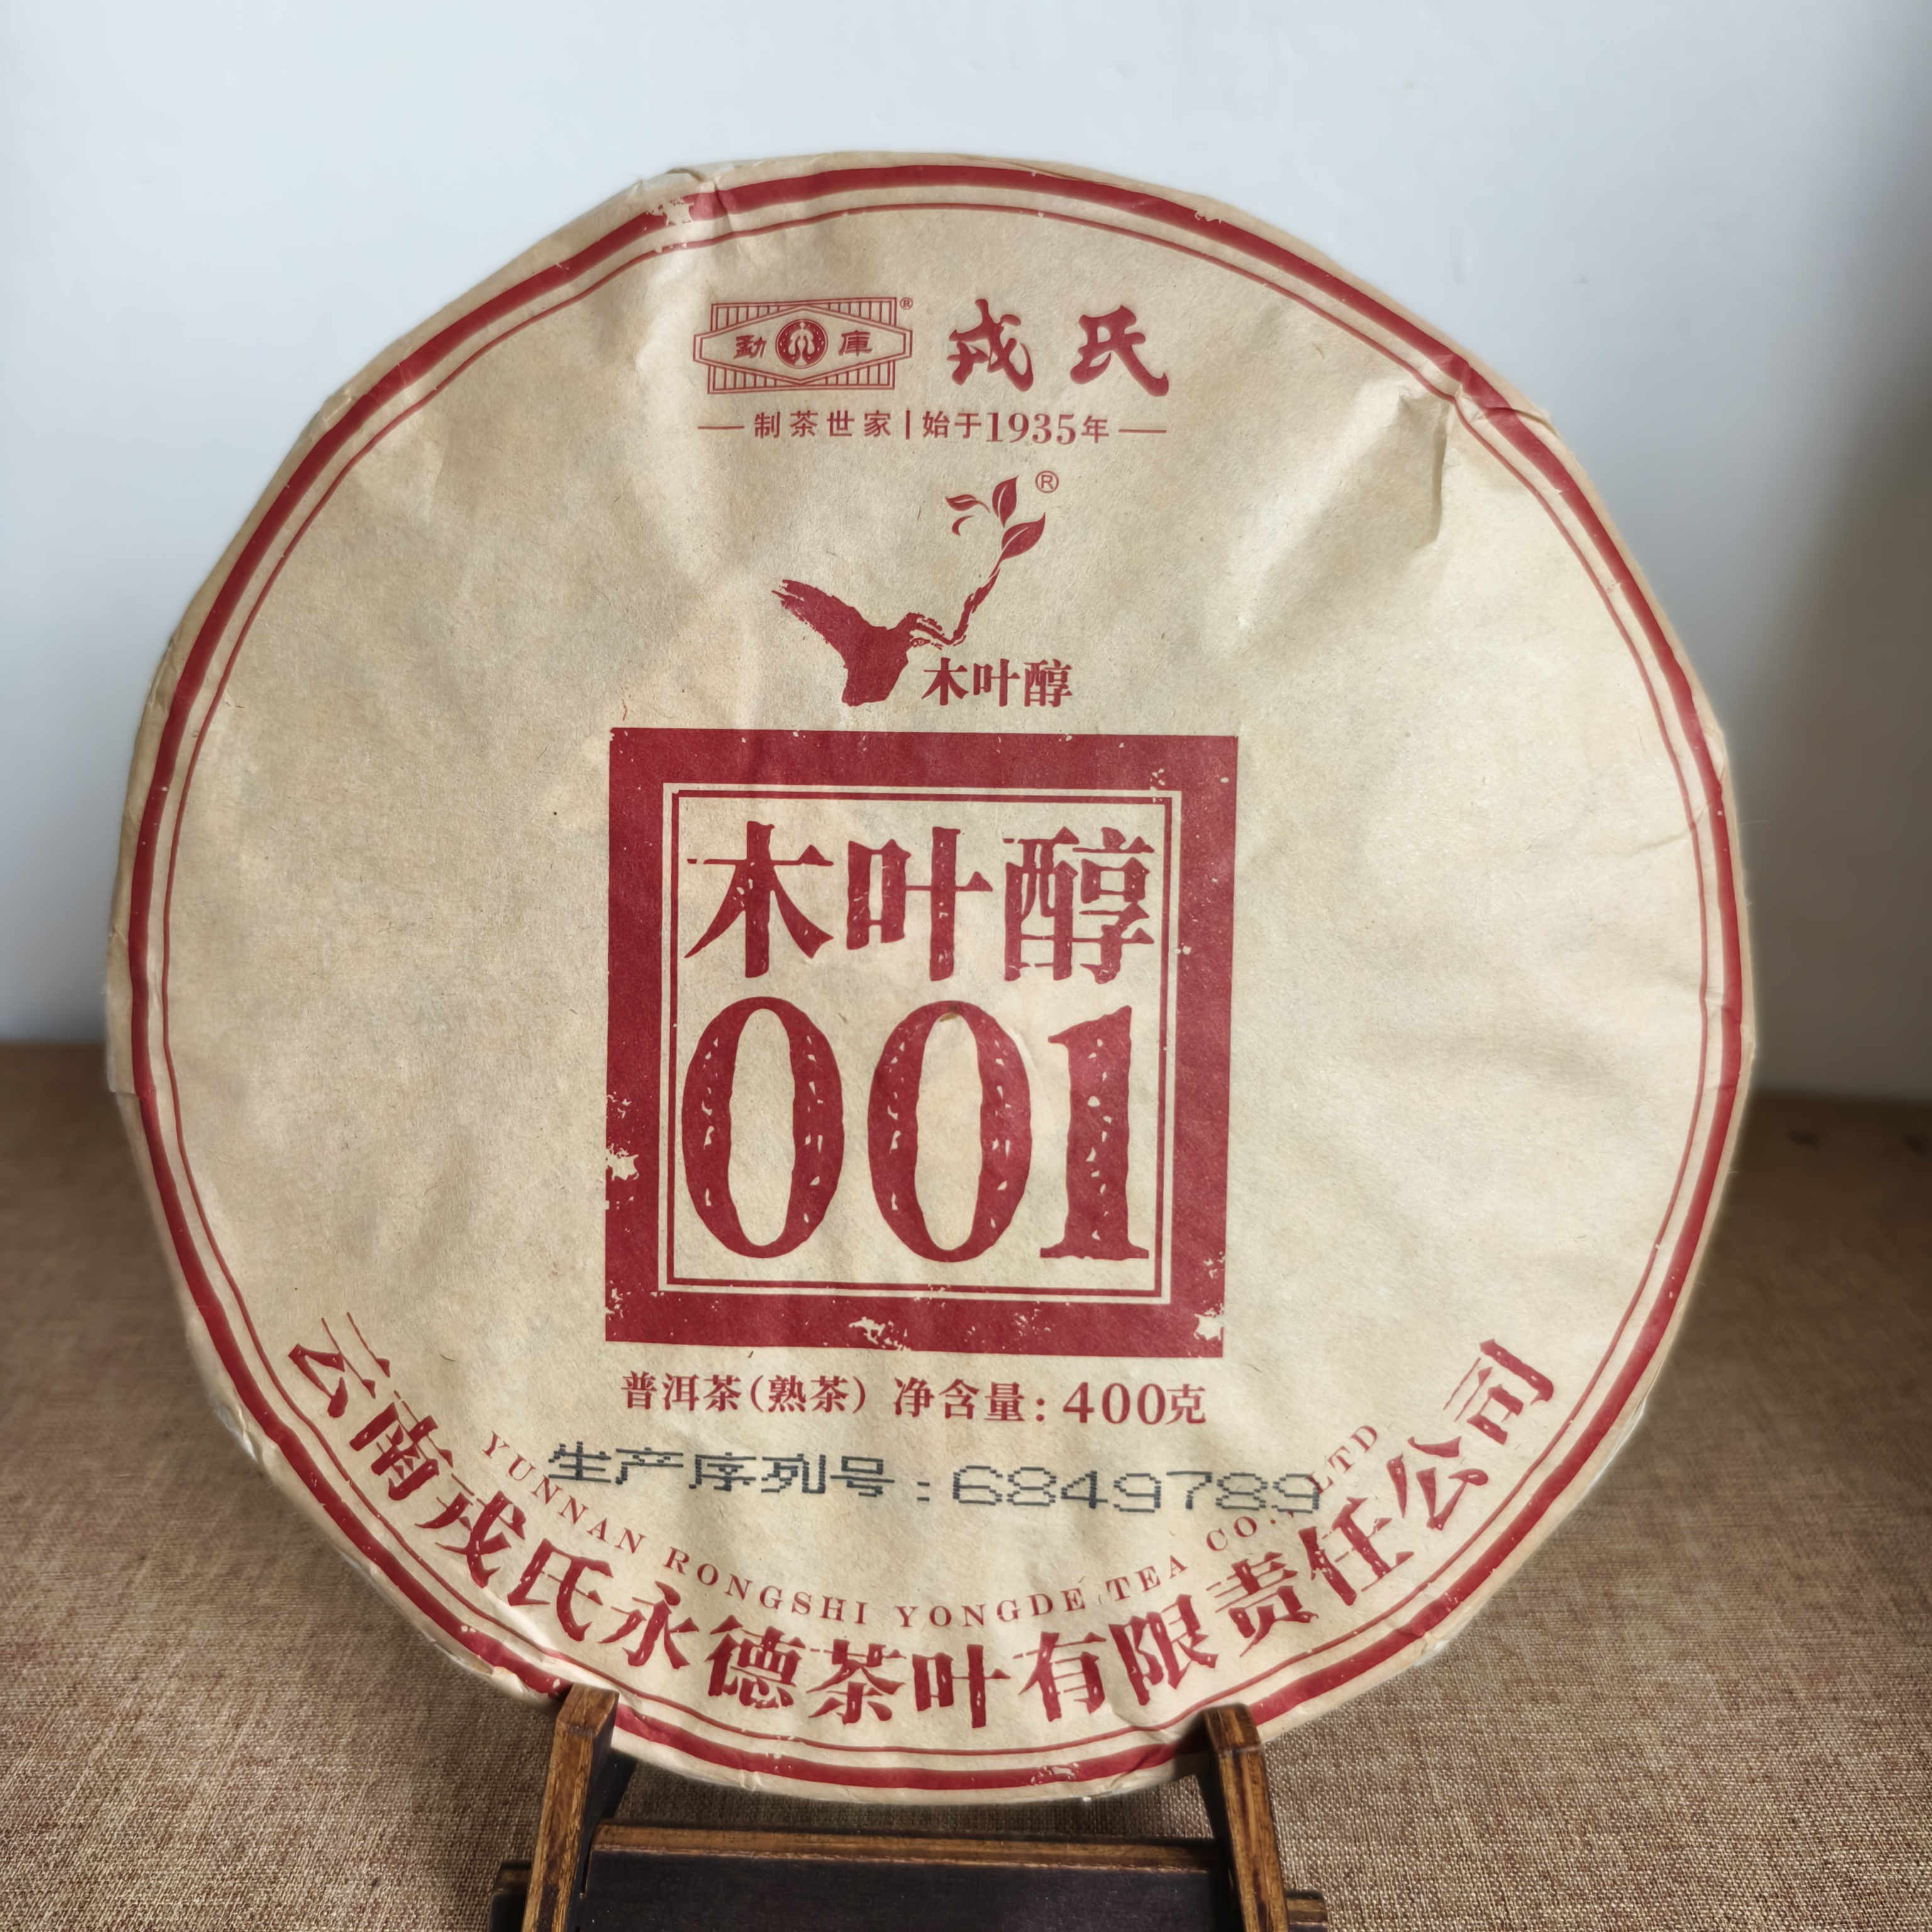 勐 庫 ® 戎氏
制茶世家|始于1935年
®
木叶醇
木叶醇
001
普洱茶(熟茶) 净含量:400克
生产序列号:6849789
YUNNAN RONGSHI YONGDE TEA CO., LTD
云南戎氏永德茶叶有限责任公司